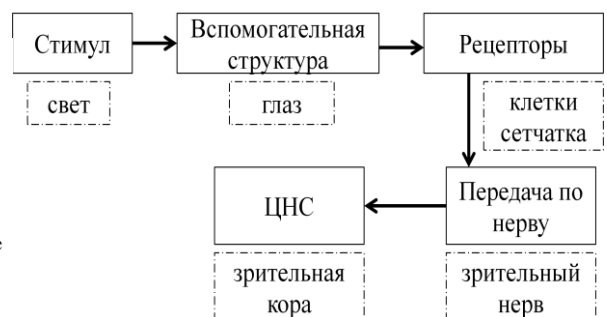 Стимул
Вспомогательная
структура
Рецепторы
свет
глаз
клетки
сетчатка
ЦНС
Передача по
нерву
е
зрительная
кора
зрительный
нерв